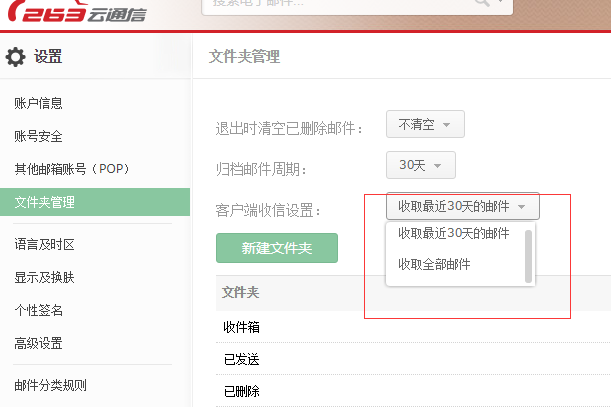 263云通信
搜索电子邮件...
设置
文件夹管理
账户信息
账号安全
其他邮箱账号（POP）
文件夹管理
语言及时区
显示及换肤
个性签名
高级设置
邮件分类规则
退出时清空已删除邮件： 不清空
归档邮件周期： 30天
客户端收信设置： 收取最近30天的邮件
收取最近30天的邮件
收取全部邮件
新建文件夹
文件夹
收件箱
已发送
已删除